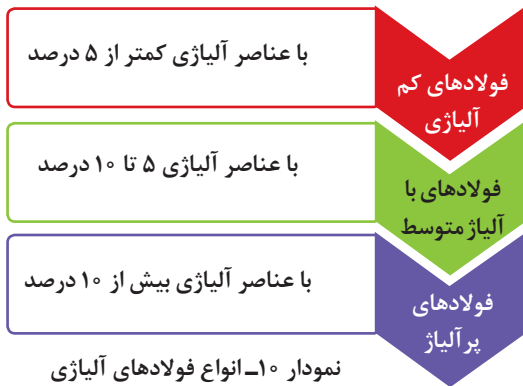 فولادهای کم
آلیاژی
با عناصر آلیاژی کمتر از ۵ درصد
فولادهای با
آلیاژ متوسط
با عناصر آلیاژی ۵ تا ۱۰ درصد
فولادهای
پرآلیاژ
با عناصر آلیاژی بیش از ۱۰ درصد
نمودار ۱۰ـ انواع فولادهای آلیاژی